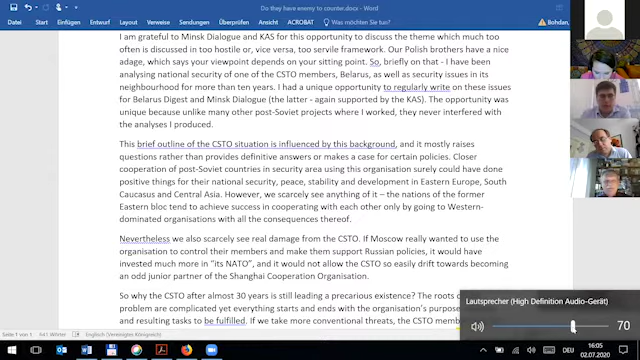 Do they have enemy to counter.docx - Word
Bohdan,
Start Einfügen Entwurf Layout Verweise Sendungen Überprüfen Ansicht ACROBAT Was möchten Sie tun?
I am grateful to Minsk Dialogue and KAS for this opportunity to discuss the theme which much too
often is discussed in too hostile or, vice versa, too servile framework. Our Polish brothers have a nice
adage, which says your viewpoint depends on your sitting point. So, briefly on that - I have been
analysing national security of one of the CSTO members, Belarus, as well as security issues in its
neighbourhood for more than ten years. I had a unique opportunity to regularly write on these issues
for Belarus Digest and Minsk Dialogue (the latter - again supported by the KAS). The opportunity was
unique because unlike many other post-Soviet projects where I worked, they never interfered with
the analyses I produced.
This brief outline of the CSTO situation is influenced by this background, and it mostly raises
questions rather than provides definitive answers or makes a case for certain policies. Closer
cooperation of post-Soviet countries in security area using this organisation surely could have done
positive things for their national security, peace, stability and development in Eastern Europe, South
Caucasus and Central Asia. However, we scarcely see anything of it – the nations of the former
Eastern bloc tend to achieve success in cooperating with each other only by going to Western-
dominated organisations with all the consequences thereof.
Nevertheless we also scarcely see real damage from the CSTO. If Moscow really wanted to use the
organisation to control their members and make them support Russian policies, it would have
invested much more in "its NATO", and it would not allow the CSTO so easily drift towards becoming
an odd junior partner of the Shanghai Cooperation Organisation.
So why the CSTO after almost 30 years is still leading a precarious existence? The roots
problem are complicated yet everything starts and ends with the organisation's purpose
and resulting tasks to be fulfilled. If we take more conventional threats, the CSTO mem
Lautsprecher (High Definition Audio-Gerät)
70
Seite 1 von 1 Englisch (Vereinigtes Königreich)
DEU 16:05
02.07.2020